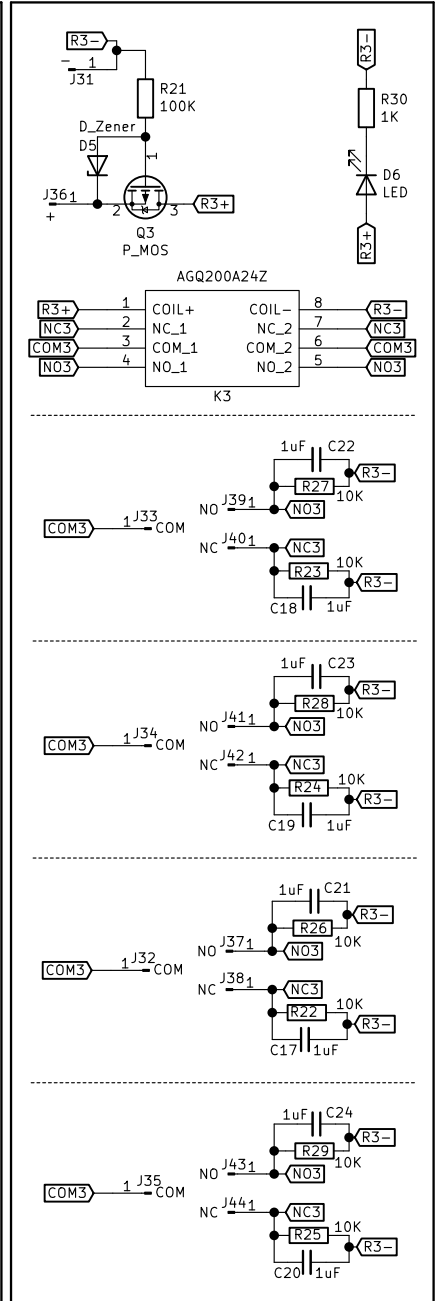 R3-
− 1
J31
R21
100K
D_Zener
D5
1
J36 1
+
2
3
R3+
Q3
P_MOS
R3-
R30
1K
D6
LED
R3+
AGQ200A24Z
R3+ 1 COIL+ COIL- 8 R3-
NC3 2 NC_1 NC_2 7 NC3
COM3 3 COM_1 COM_2 6 COM3
NO3 4 NO_1 NO_2 5 NO3
K3
1uF C22
R3-
R27
10K
NO J39 1 NO3
COM3 1 J33 COM
NC J40 1 NC3
R23 10K
R3-
C18 1uF
1uF C23
R3-
R28
10K
NO J41 1 NO3
COM3 1 J34 COM
NC J42 1 NC3
R24 10K
R3-
C19 1uF
1uF C21
R3-
R26
10K
NO J37 1 NO3
COM3 1 J32 COM
NC J38 1 NC3
R22 10K
R3-
C17 1uF
1uF C24
R3-
R29
10K
NO J43 1 NO3
COM3 1 J35 COM
NC J44 1 NC3
R25 10K
R3-
C20 1uF